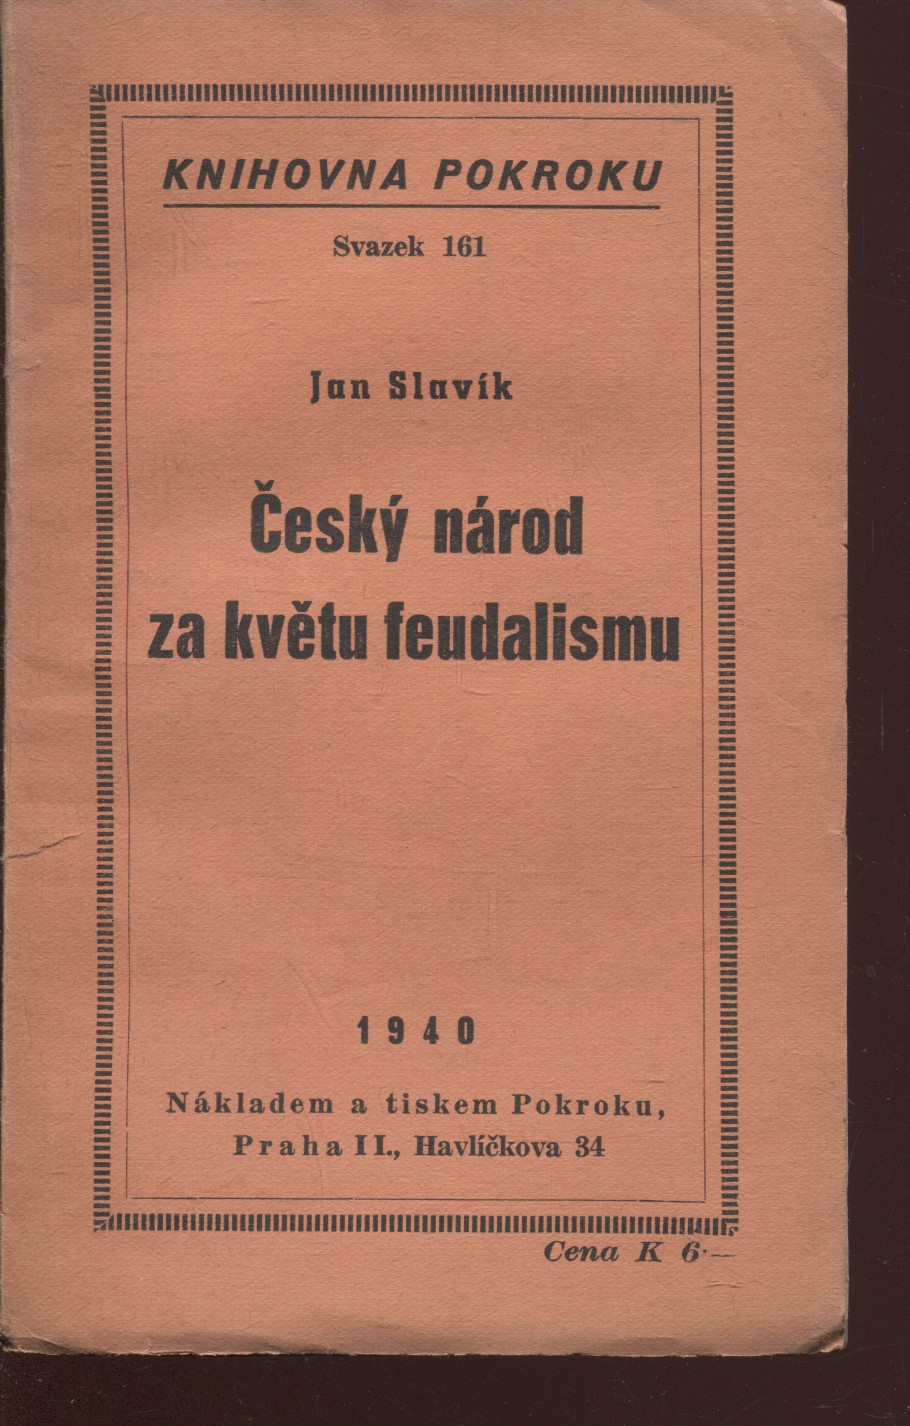 KNIHOVNA POKROKU
Svazek 161
Jan Slavík
Český národ
za květu feudalismu
1940
Nákladem a tiskem Pokroku,
Praha II., Havlíčkova 34
Cena K 6·—